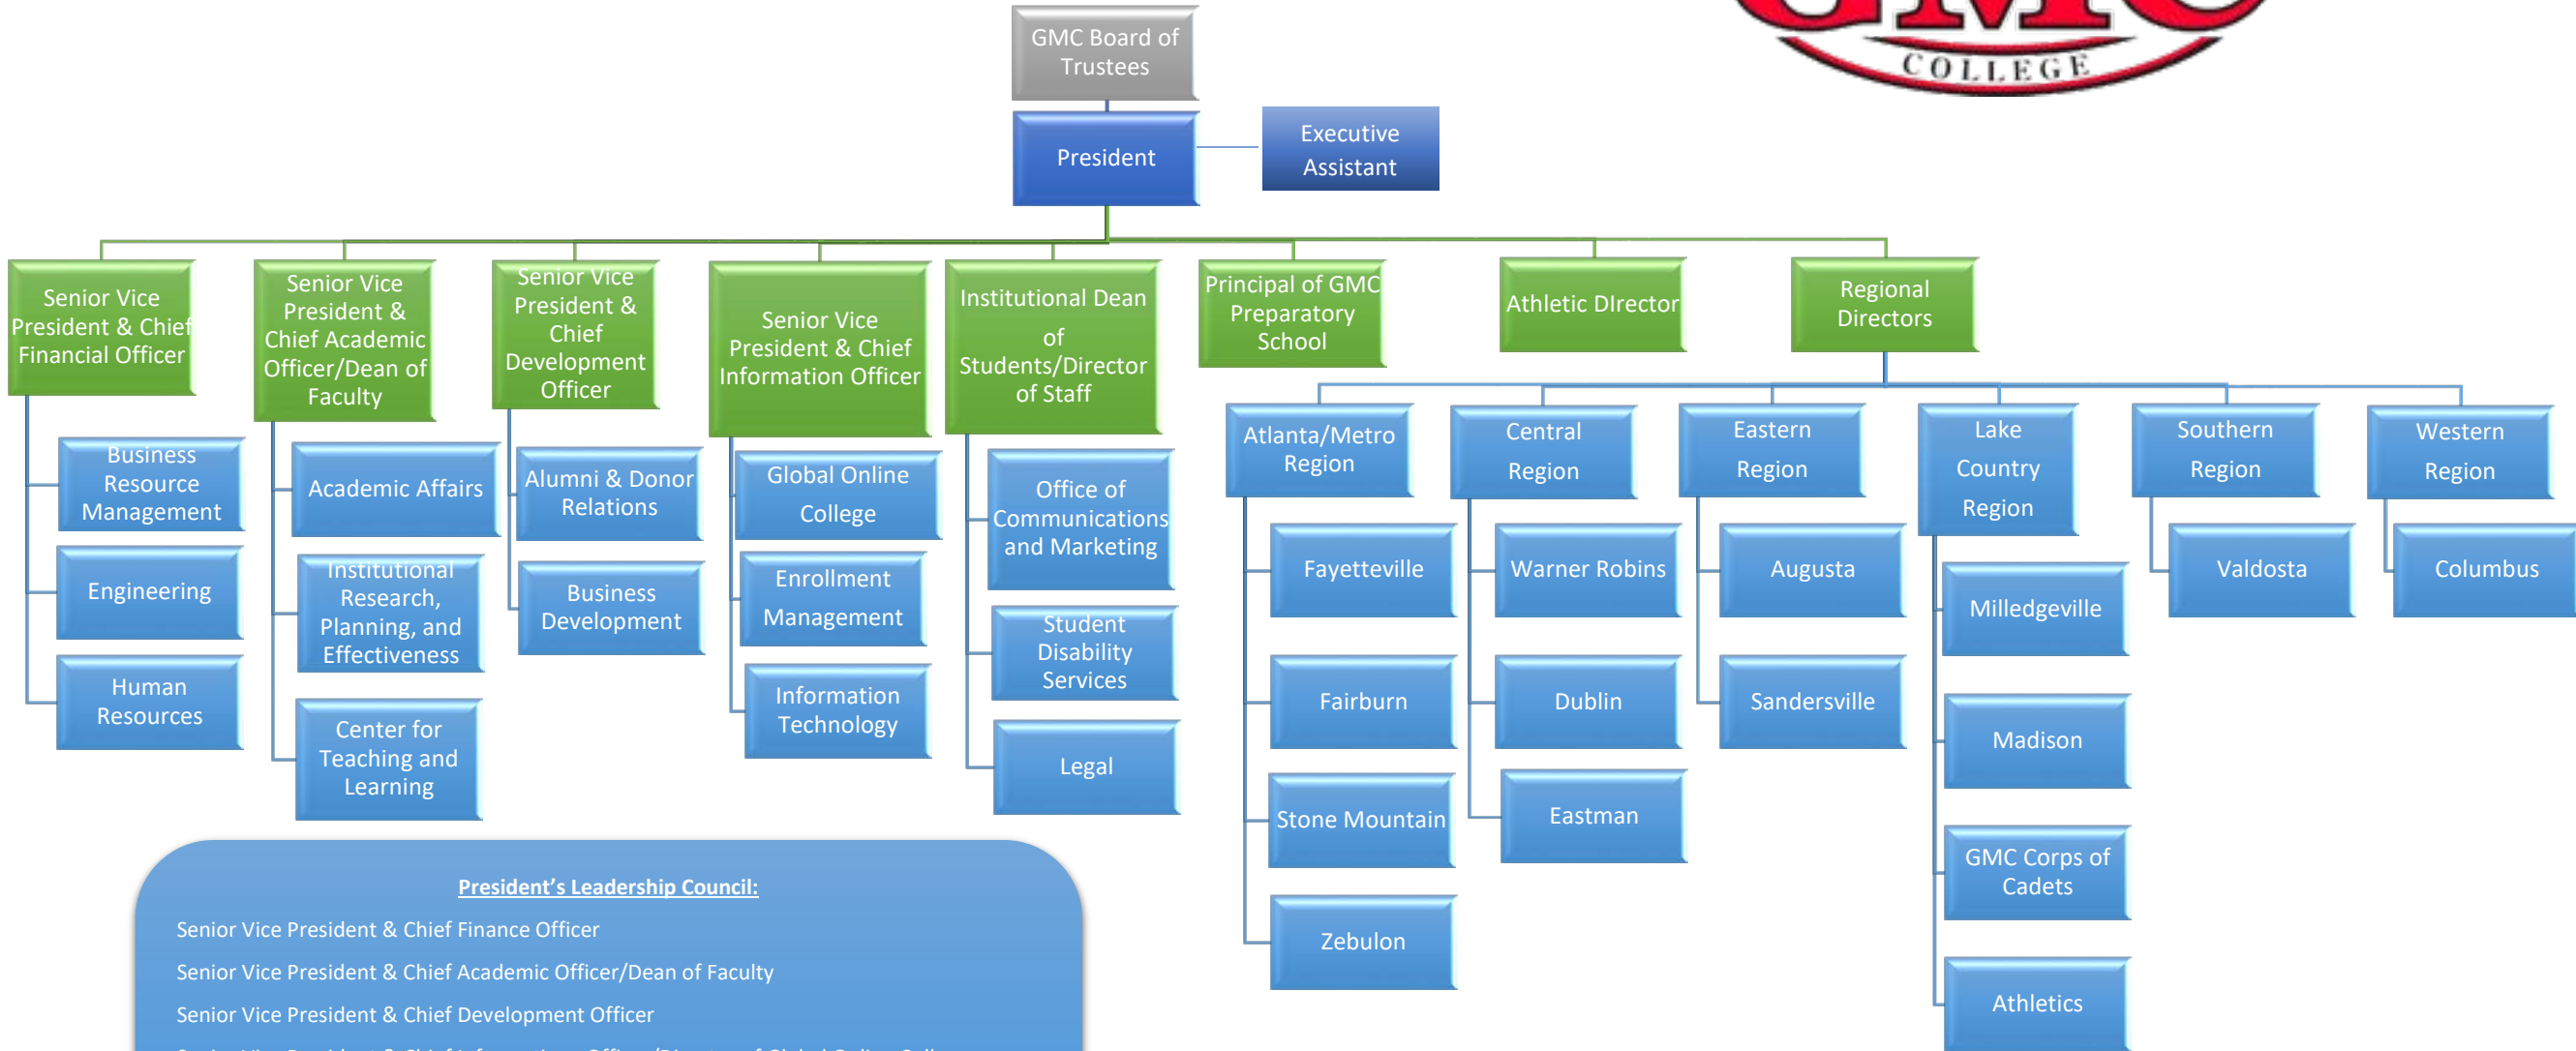 GMC
COLLEGE
GMC Board of
Trustees
President
Executive
Assistant
Senior Vice
President & Chief
Financial Officer
Senior Vice
President &
Chief Academic
Officer/Dean of
Faculty
Senior Vice
President &
Chief
Development
Officer
Senior Vice
President & Chief
Information Officer
Institutional Dean
of
Students/Director
of Staff
Principal of GMC
Preparatory
School
Athletic DIrector
Regional
Directors
Business
Resource
Management
Engineering
Human
Resources
Academic Affairs
Institutional
Research,
Planning, and
Effectiveness
Center for
Teaching and
Learning
Alumni & Donor
Relations
Business
Development
Global Online
College
Enrollment
Management
Information
Technology
Office of
Communications
and Marketing
Student
Disability
Services
Legal
Atlanta/Metro
Region
Fayetteville
Fairburn
Stone Mountain
Zebulon
Central
Region
Warner Robins
Dublin
Eastman
Eastern
Region
Augusta
Sandersville
Lake
Country
Region
Milledgeville
Madison
GMC Corps of
Cadets
Athletics
Southern
Region
Valdosta
Western
Region
Columbus
President's Leadership Council:
Senior Vice President & Chief Finance Officer
Senior Vice President & Chief Academic Officer/Dean of Faculty
Senior Vice President & Chief Development Officer